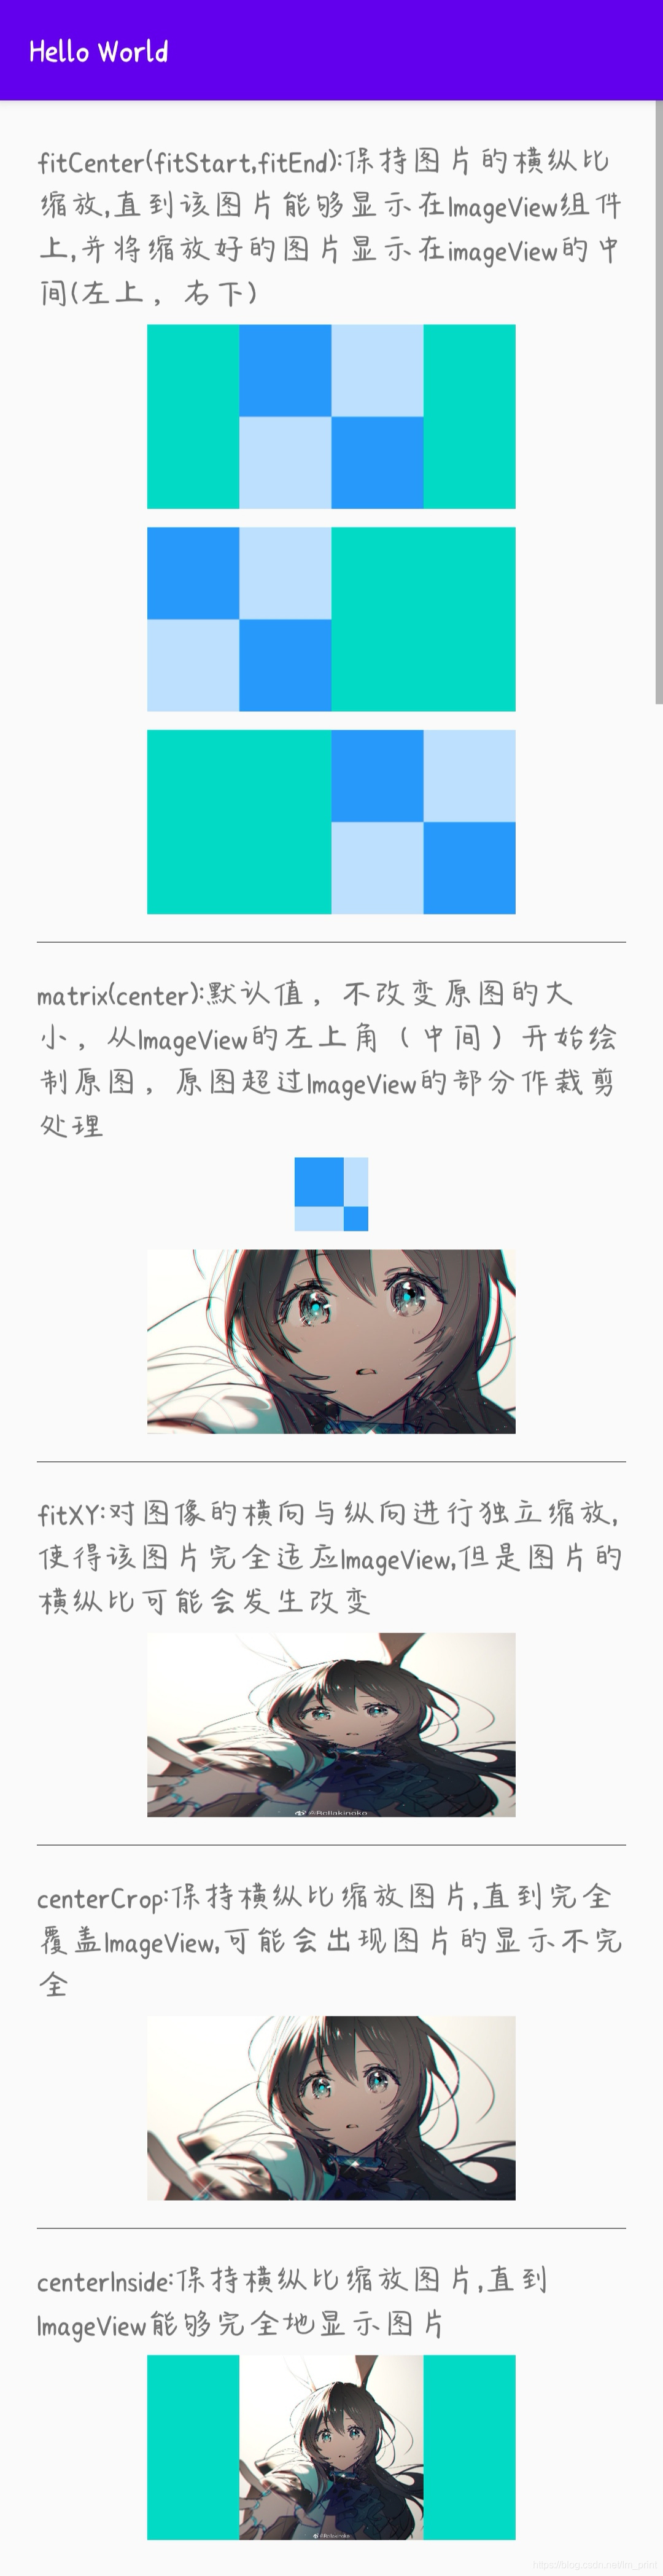 Hello World
fitCenter(fitStart,fitEnd):保持图片的横纵比
缩放,直到该图片能够显示在ImageView组件
上,并将缩放好的图片显示在imageView的中
间(左上，右下)
matrix(center):默认值，不改变原图的大
小，从ImageView的左上角（中间）开始绘
制原图，原图超过ImageView的部分作裁剪
处理
fitXY:对图像的横向与纵向进行独立缩放,
使得该图片完全适应ImageView,但是图片的
横纵比可能会发生改变
@Bellakinoko
centerCrop:保持横纵比缩放图片,直到完全
覆盖ImageView,可能会出现图片的显示不完
全
centerInside:保持横纵比缩放图片,直到
ImageView能够完全地显示图片
https://blog.csdn.net/Im_print